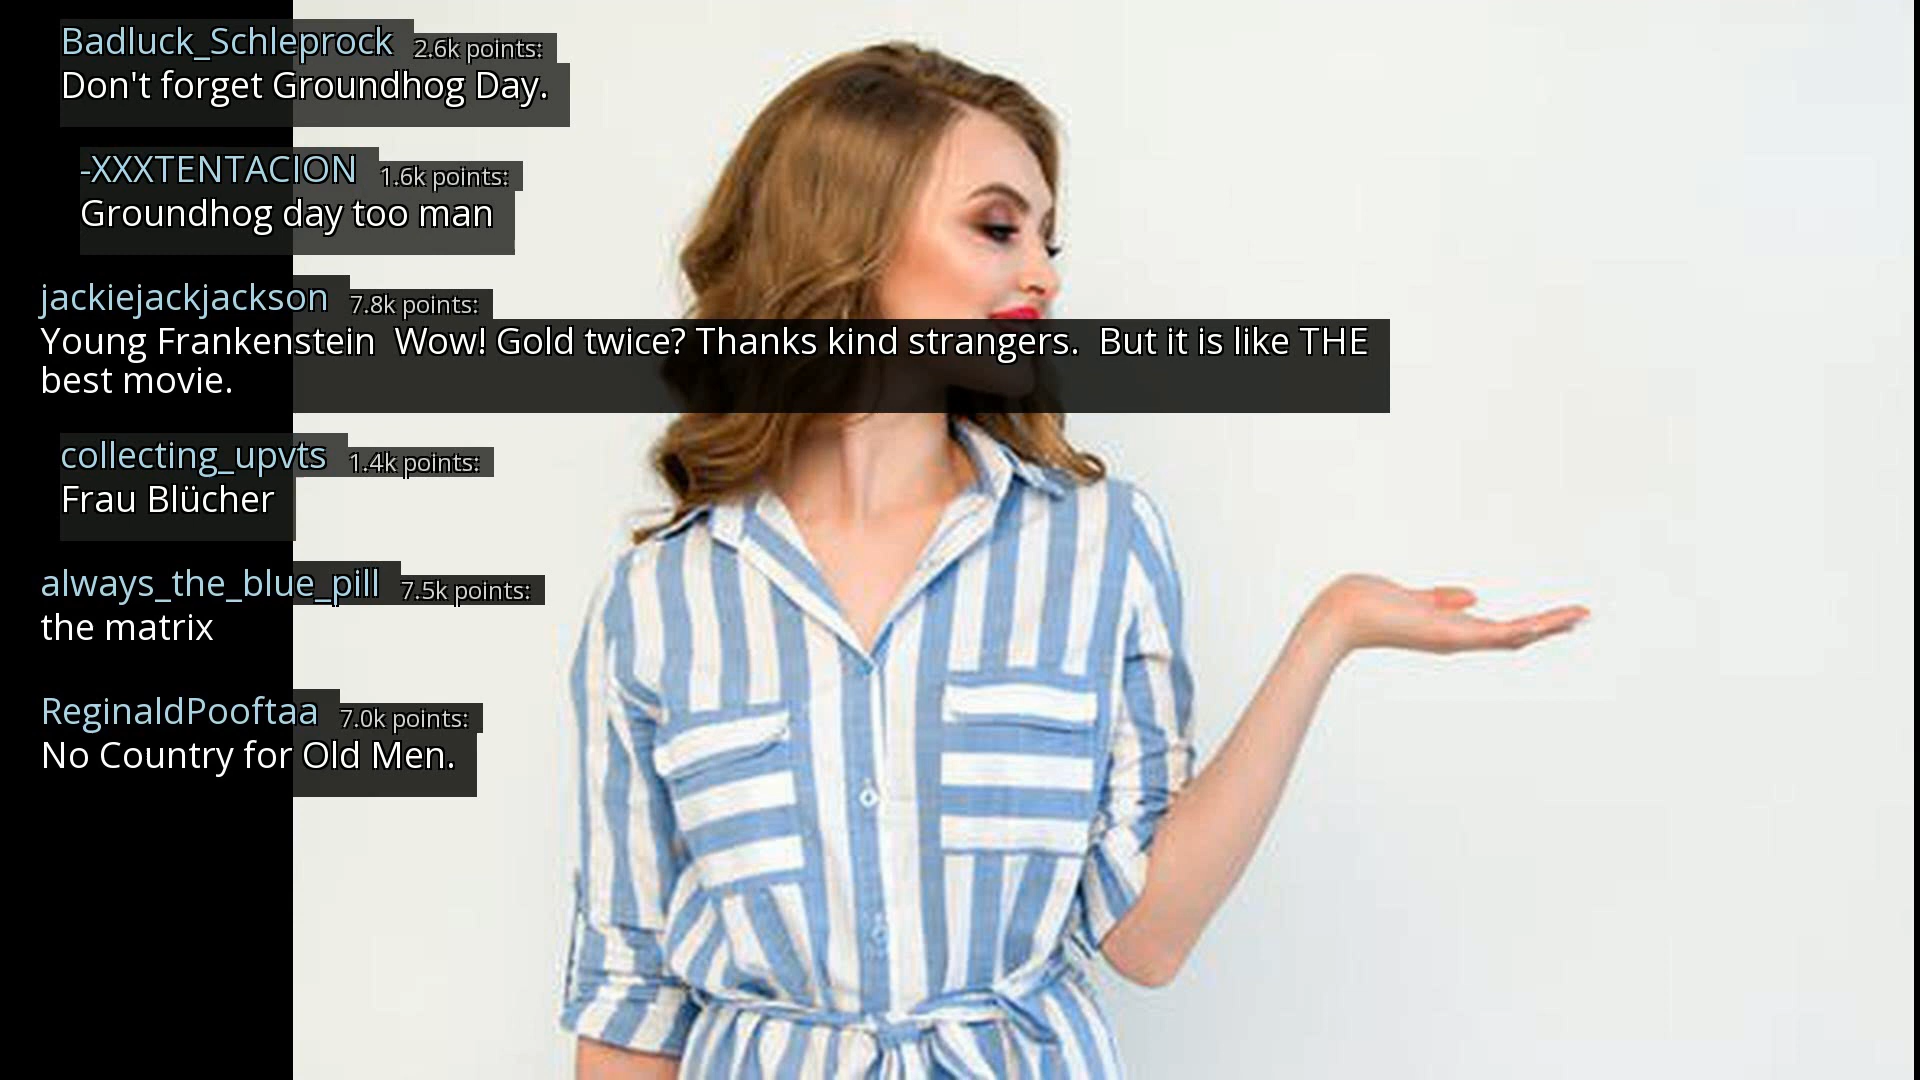 Badluck_Schleprock 2.6k points:
Don't forget Groundhog Day.
-XXXTENTACION 1.6k points:
Groundhog day too man
jackiejackjackson 7.8k points:
Young Frankenstein  Wow! Gold twice? Thanks kind strangers.  But it is like THE
best movie.
collecting_upvts 1.4k points:
Frau Blücher
always_the_blue_pill 7.5k points:
the matrix
ReginaldPooftaa 7.0k points:
No Country for Old Men.